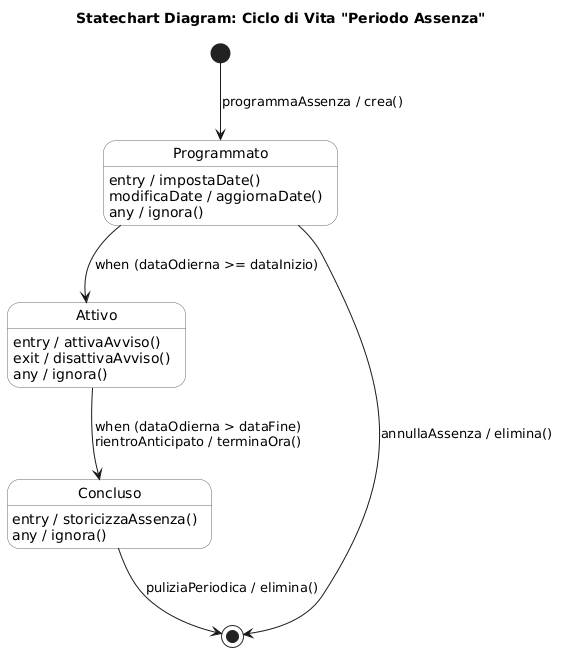 Statechart Diagram: Ciclo di Vita "Periodo Assenza"
programmaAssenza / crea()
Programmato
entry / impostaDate()
modificaDate / aggiornaDate()
any / ignora()
when (dataOdierna >= dataInizio)
Attivo
entry / attivaAvviso()
exit / disattivaAvviso()
any / ignora()
when (dataOdierna > dataFine)
rientroAnticipato / terminaOra()
annullaAssenza / elimina()
Concluso
entry / storicizzaAssenza()
any / ignora()
puliziaPeriodica / elimina()